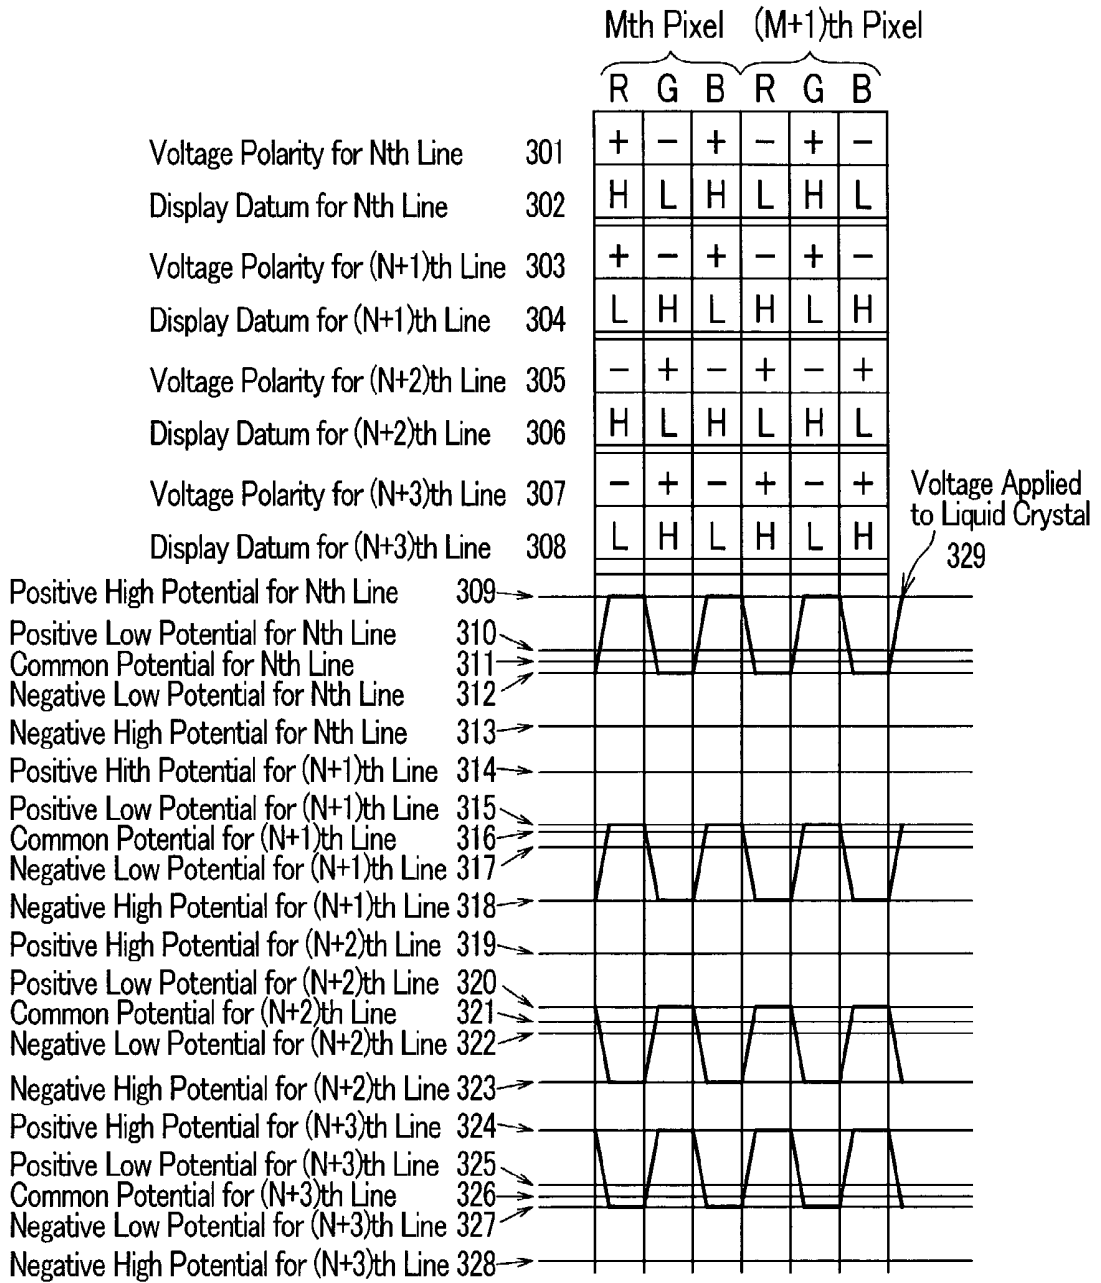 Mth Pixel (M+1)th Pixel
R G B R G B
Voltage Polarity for Nth Line 301 + − + − + −
Display Datum for Nth Line 302 H L H L H L
Voltage Polarity for (N+1)th Line 303 + − + − + −
Display Datum for (N+1)th Line 304 L H L H L H
Voltage Polarity for (N+2)th Line 305 − + − + − +
Display Datum for (N+2)th Line 306 H L H L H L
Voltage Polarity for (N+3)th Line 307 − + − + − +
Display Datum for (N+3)th Line 308 L H L H L H
Voltage Applied
to Liquid Crystal
329
Positive High Potential for Nth Line 309
Positive Low Potential for Nth Line 310
Common Potential for Nth Line 311
Negative Low Potential for Nth Line 312
Negative High Potential for Nth Line 313
Positive Hith Potential for (N+1)th Line 314
Positive Low Potential for (N+1)th Line 315
Common Potential for (N+1)th Line 316
Negative Low Potential for (N+1)th Line 317
Negative High Potential for (N+1)th Line 318
Positive High Potential for (N+2)th Line 319
Positive Low Potential for (N+2)th Line 320
Common Potential for (N+2)th Line 321
Negative Low Potential for (N+2)th Line 322
Negative High Potential for (N+2)th Line 323
Positive High Potential for (N+3)th Line 324
Positive Low Potential for (N+3)th Line 325
Common Potential for (N+3)th Line 326
Negative Low Potential for (N+3)th Line 327
Negative High Potential for (N+3)th Line 328